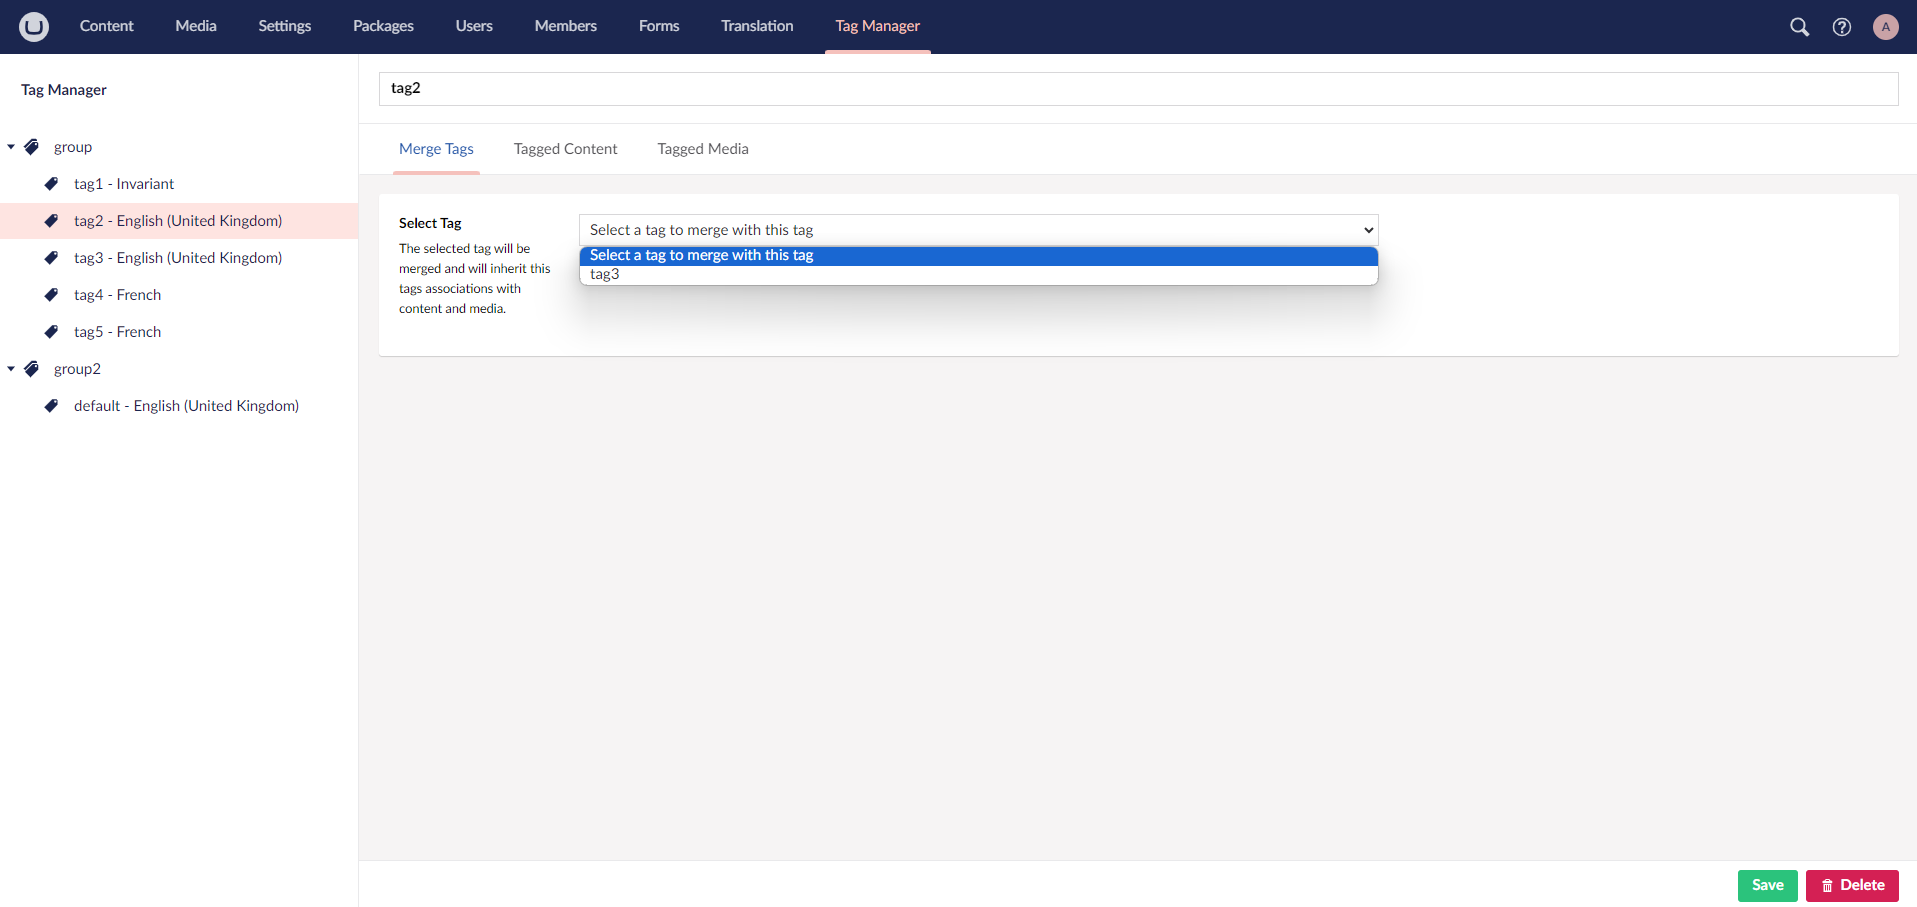 Content Media Settings Packages Users Members Forms Translation Tag Manager A
Tag Manager
group
tag1 - Invariant
tag2 - English (United Kingdom)
tag3 - English (United Kingdom)
tag4 - French
tag5 - French
group2
default - English (United Kingdom)
tag2
Merge Tags Tagged Content Tagged Media
Select Tag
The selected tag will be
merged and will inherit this
tags associations with
content and media.
Select a tag to merge with this tag
Select a tag to merge with this tag
tag3
Save Delete